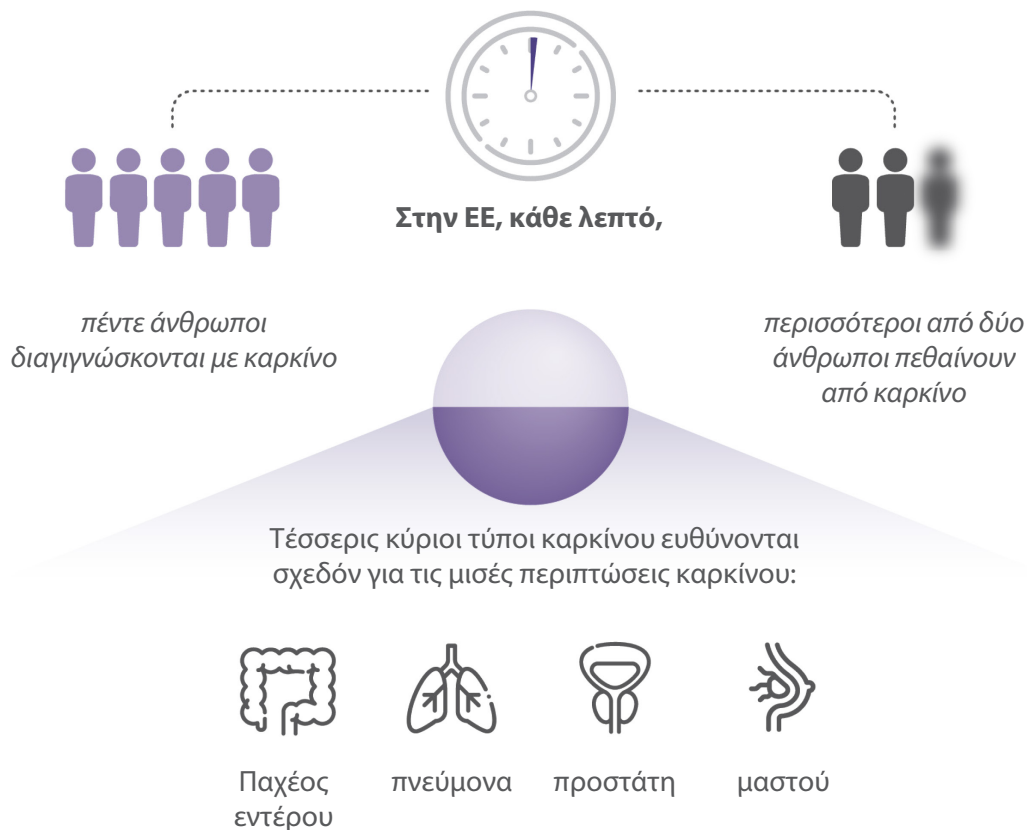 Στην ΕΕ, κάθε λεπτό,
πέντε άνθρωποι
διαγιγνώσκονται με καρκίνο
περισσότεροι από δύο
άνθρωποι πεθαίνουν
από καρκίνο
Τέσσερις κύριοι τύποι καρκίνου ευθύνονται
σχεδόν για τις μισές περιπτώσεις καρκίνου:
Παχέος
εντέρου
πνεύμονα
προστάτη
μαστού